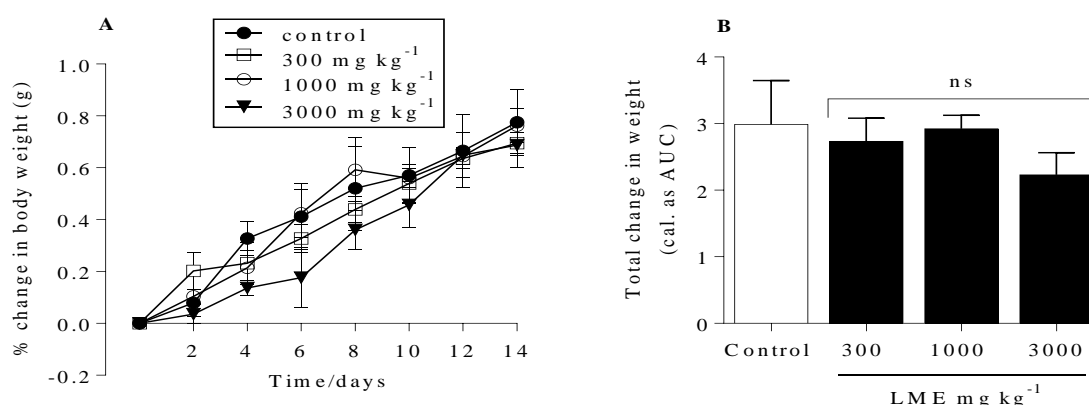 A
control
300 mg kg-1
1000 mg kg-1
3000 mg kg-1
% change in body weight (g)
1.0
0.8
0.6
0.4
0.2
0.0
-0.2
2 4 6 8 10 12 14
Time/days
B
ns
Total change in weight
(cal. as AUC)
4
3
2
1
0
Control 300 1000 3000
LME mg kg-1